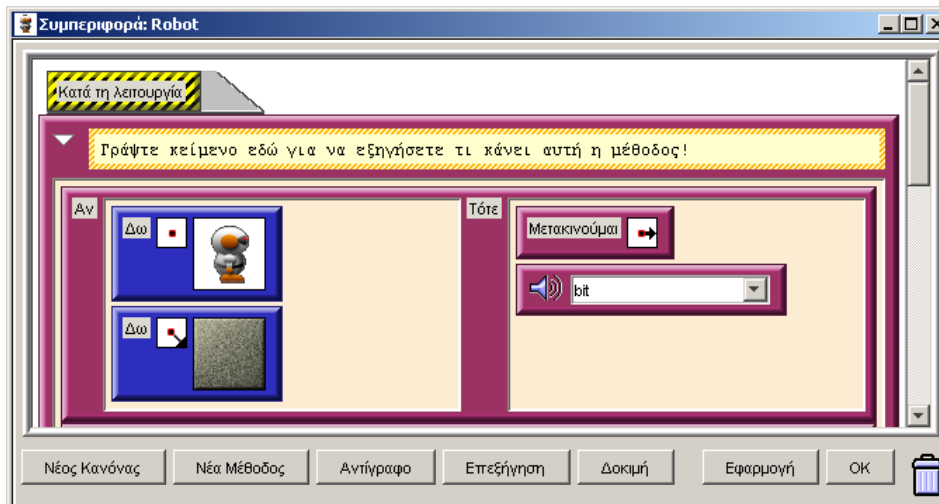 Συμπεριφορά: Robot
Κατά τη λειτουργία
Γράψτε κείμενο εδώ για να εξηγήσετε τι κάνει αυτή η μέθοδος!
Αν
Δω
Δω
Τότε
Μετακινούμαι
bit
Νέος Κανόνας
Νέα Μέθοδος
Αντίγραφο
Επεξήγηση
Δοκιμή
Εφαρμογή
OK